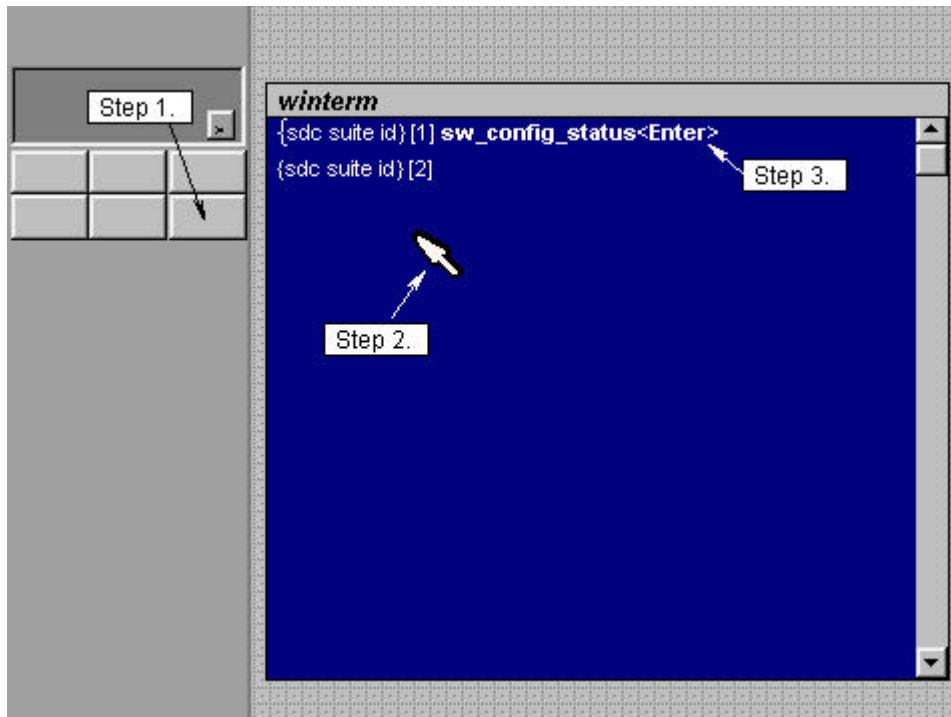 Step 1.
>
winterm
{sdc suite id} [1] sw_config_status<Enter>
Step 3.
{sdc suite id} [2]
Step 2.